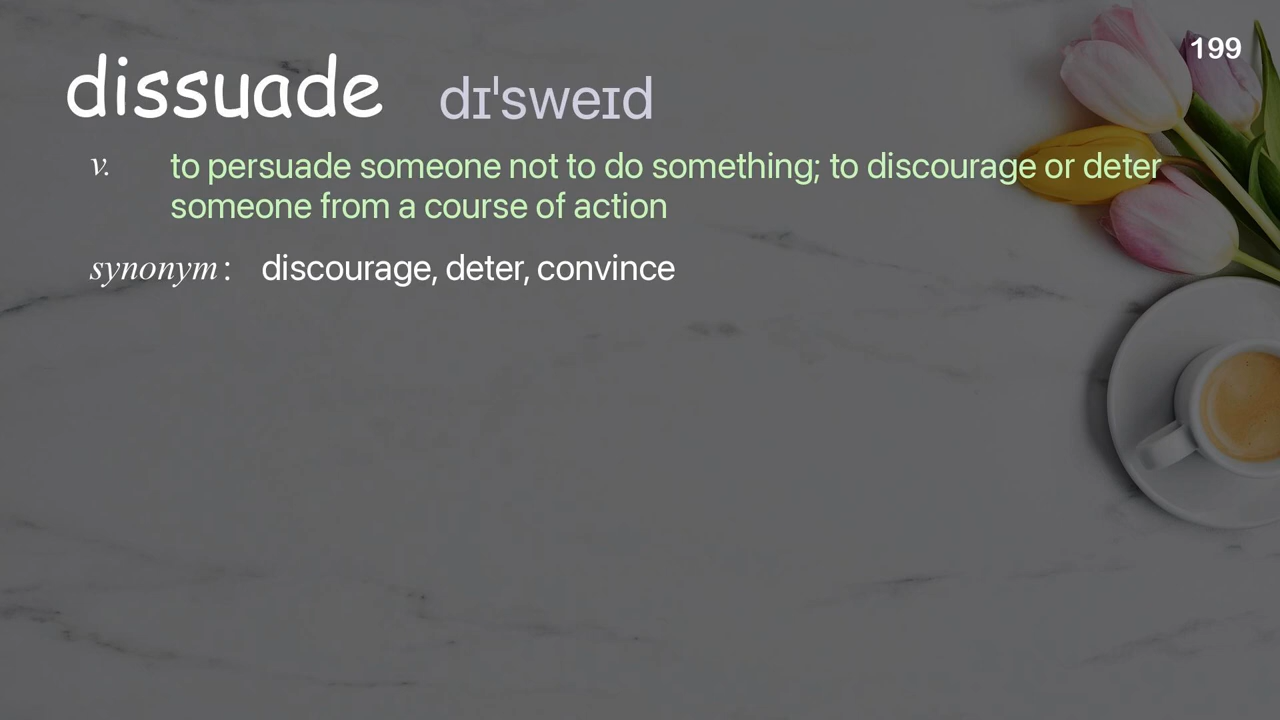 199
dissuade dɪˈsweɪd
v. to persuade someone not to do something; to discourage or deter
someone from a course of action
synonym : discourage, deter, convince